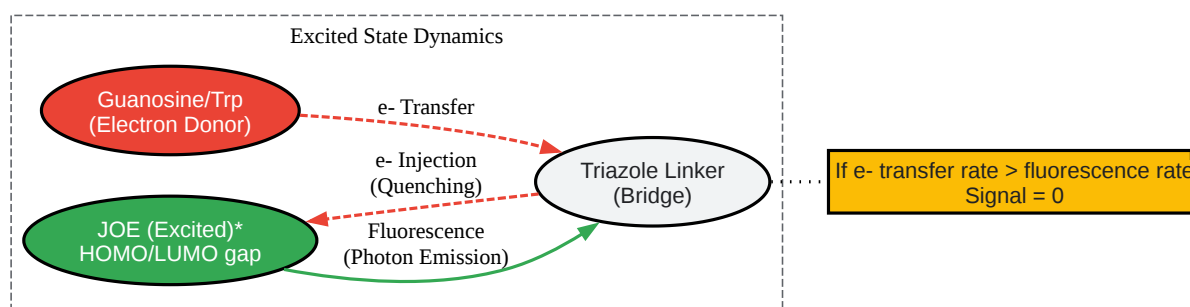 Excited State Dynamics
Guanosine/Trp
(Electron Donor)
e- Transfer
e- Injection
(Quenching)
Triazole Linker
(Bridge)
If e- transfer rate > fluorescence rate
Signal = 0
JOE (Excited)*
HOMO/LUMO gap
Fluorescence
(Photon Emission)